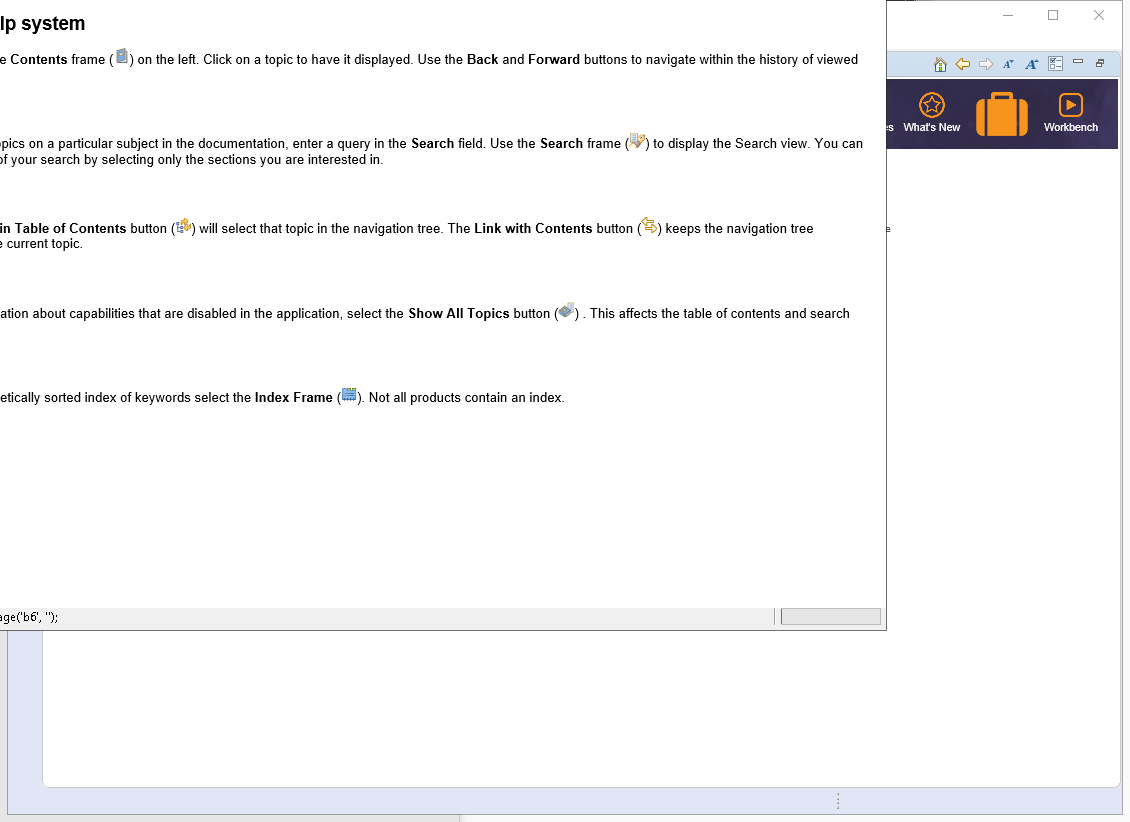 lp system
e Contents frame ( ) on the left. Click on a topic to have it displayed. Use the Back and Forward buttons to navigate within the history of viewed
pics on a particular subject in the documentation, enter a query in the Search field. Use the Search frame ( ) to display the Search view. You can
of your search by selecting only the sections you are interested in.
in Table of Contents button ( ) will select that topic in the navigation tree. The Link with Contents button ( ) keeps the navigation tree
e current topic.
ation about capabilities that are disabled in the application, select the Show All Topics button ( ) . This affects the table of contents and search
etically sorted index of keywords select the Index Frame ( ). Not all products contain an index.
age('b6', '');
es What's New Workbench
e